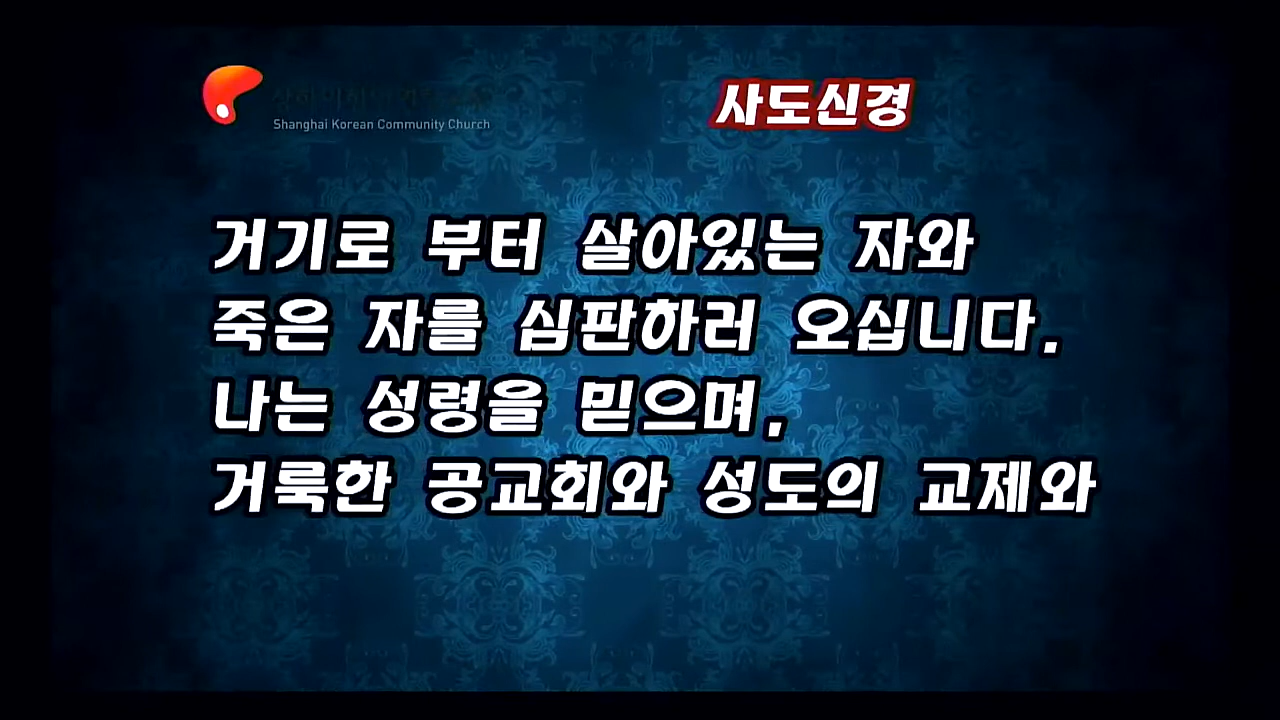 Shanghai Korean Community Church
사도신경
거기로 부터 살아있는 자와
죽은 자를 심판하러 오십니다.
나는 성령을 믿으며,
거룩한 공교회와 성도의 교제와